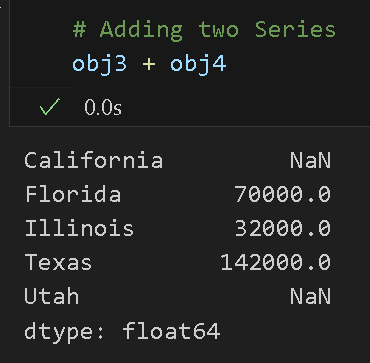 # Adding two Series
obj3 + obj4
✓ 0.0s
California NaN
Florida 70000.0
Illinois 32000.0
Texas 142000.0
Utah NaN
dtype: float64